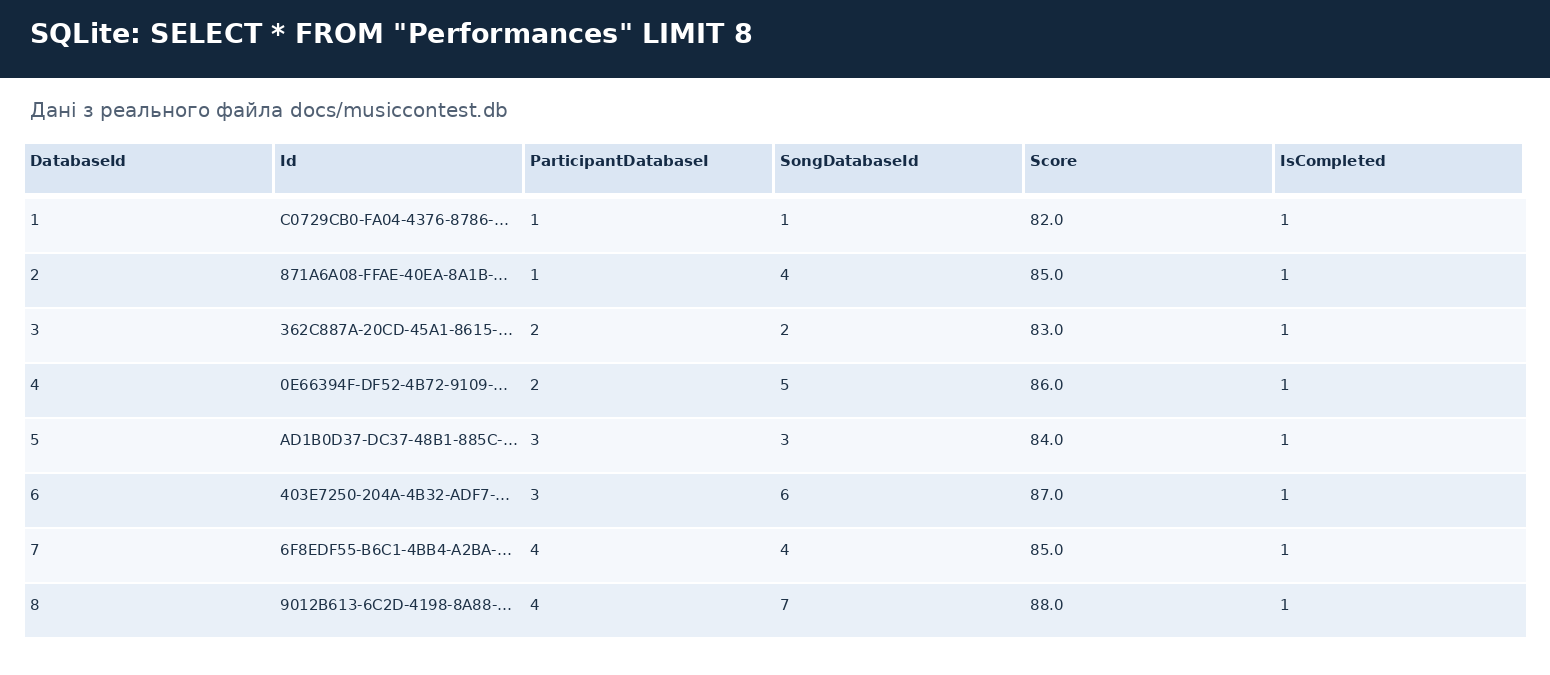 SQLite: SELECT * FROM "Performances" LIMIT 8
Дані з реального файла docs/musiccontest.db
DatabaseId Id ParticipantDatabaseI SongDatabaseId Score IsCompleted
1 C0729CB0-FA04-4376-8786-... 1 1 82.0 1
2 871A6A08-FFAE-40EA-8A1B-... 1 4 85.0 1
3 362C887A-20CD-45A1-8615-... 2 2 83.0 1
4 0E66394F-DF52-4B72-9109-... 2 5 86.0 1
5 AD1B0D37-DC37-48B1-885C-... 3 3 84.0 1
6 403E7250-204A-4B32-ADF7-... 3 6 87.0 1
7 6F8EDF55-B6C1-4BB4-A2BA-... 4 4 85.0 1
8 9012B613-6C2D-4198-8A88-... 4 7 88.0 1